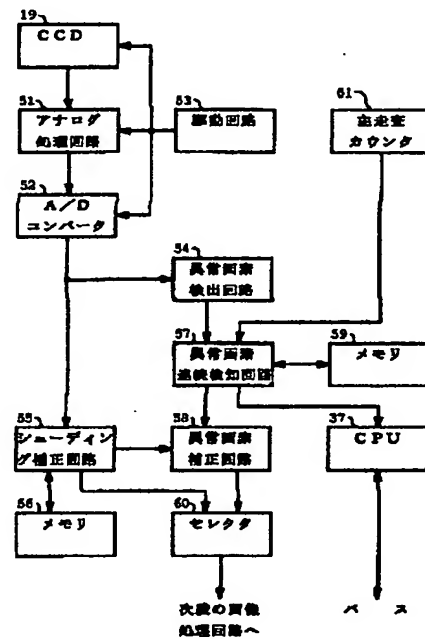 19
CCD
51
アナログ
処理回路
53
駆動回路
61
主走査
カウンタ
52
A/D
コンバータ
54
異常画素
検出回路
57
異常画素
連続検知回路
59
メモリ
55
シェーディン
グ補正回路
58
異常画素
補正回路
37
CPU
56
メモリ
60
セレクタ
次段の画像
処理回路へ
バス